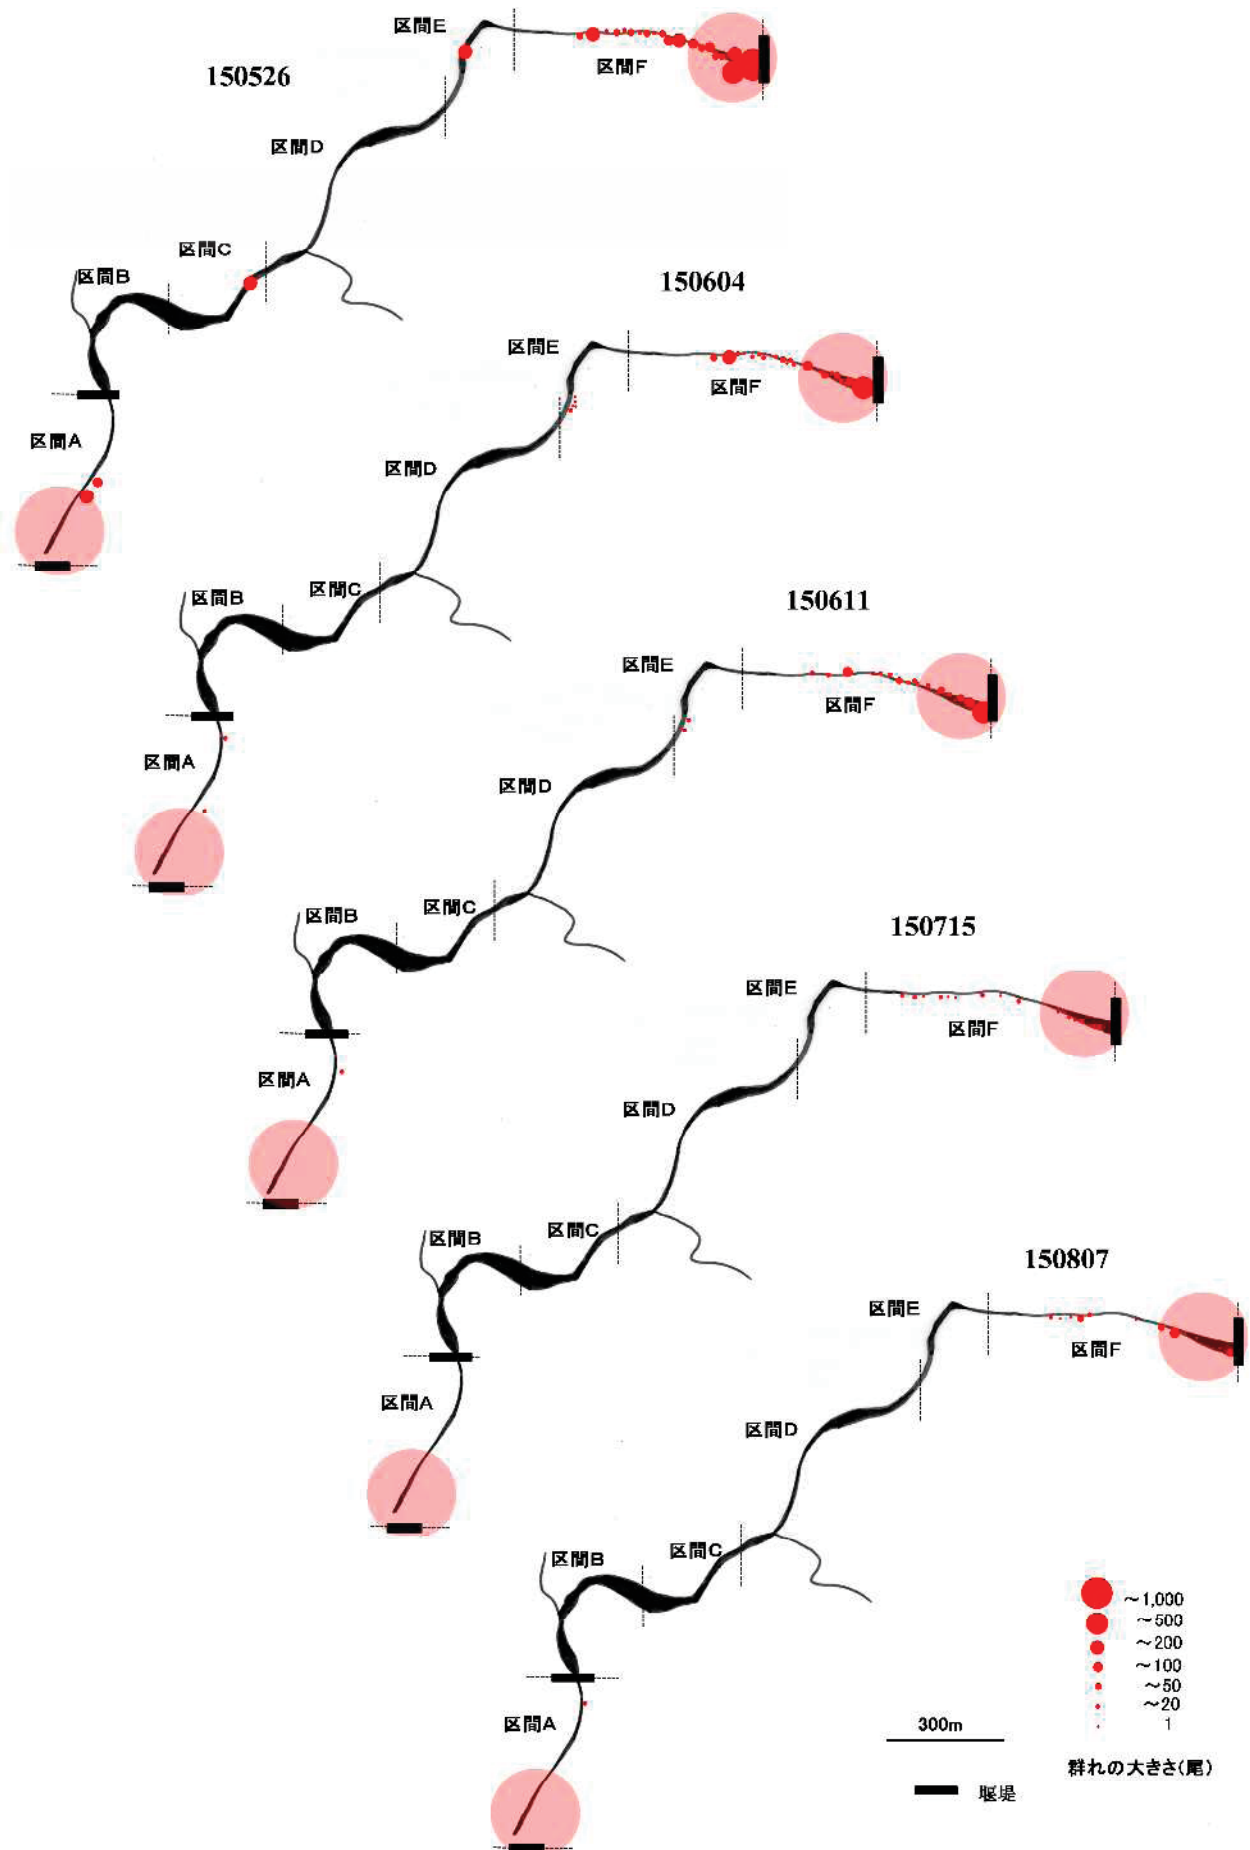 150526
区間E
区間F
区間D
区間C
区間B
区間A
150604
区間E
区間F
区間D
区間C
区間B
区間A
150611
区間E
区間F
区間D
区間C
区間B
区間A
150715
区間E
区間F
区間D
区間C
区間B
区間A
150807
区間E
区間F
区間D
区間C
区間B
区間A
～1,000
～500
～200
～100
～50
～20
1
群れの大きさ(尾)
300m
堰堤